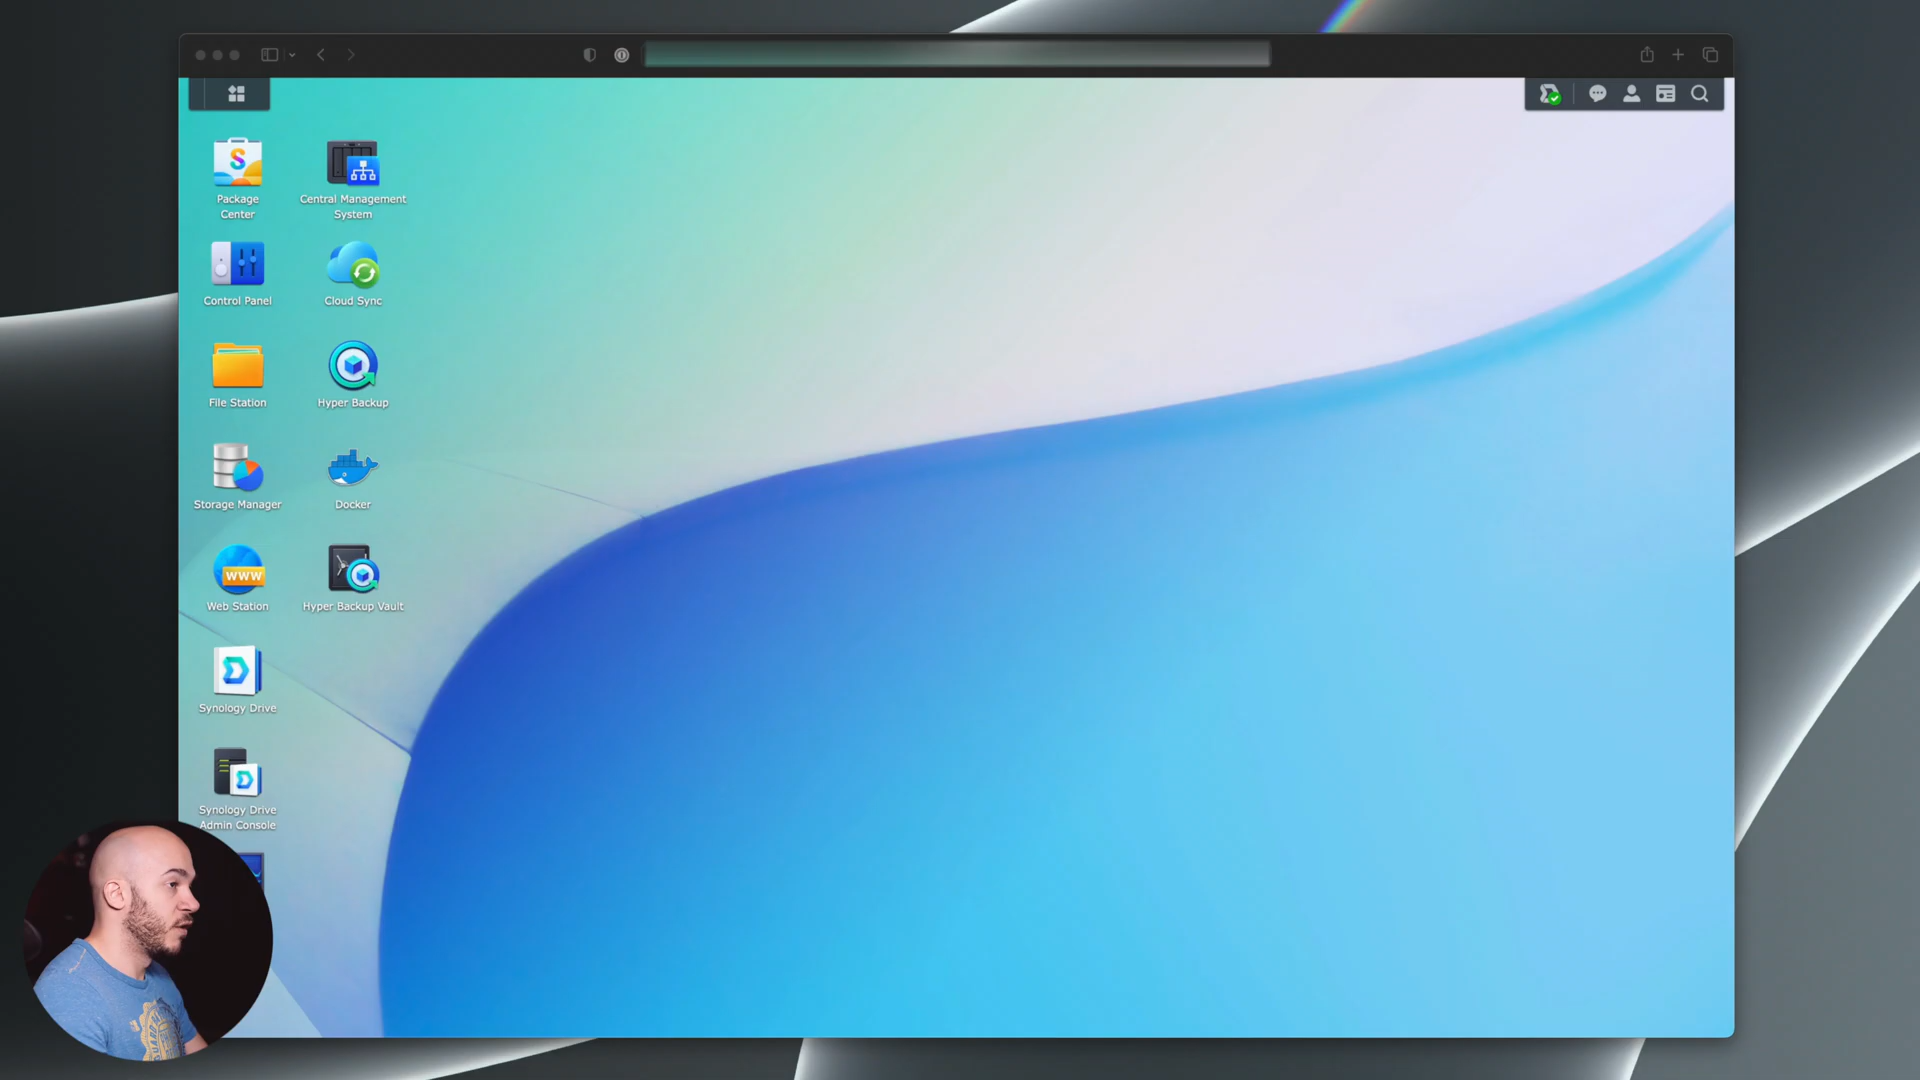 Package
Center
Central Management
System
Control Panel
Cloud Sync
File Station
Hyper Backup
Storage Manager
Docker
WWW
Web Station
Hyper Backup Vault
Synology Drive
Synology Drive
Admin Console